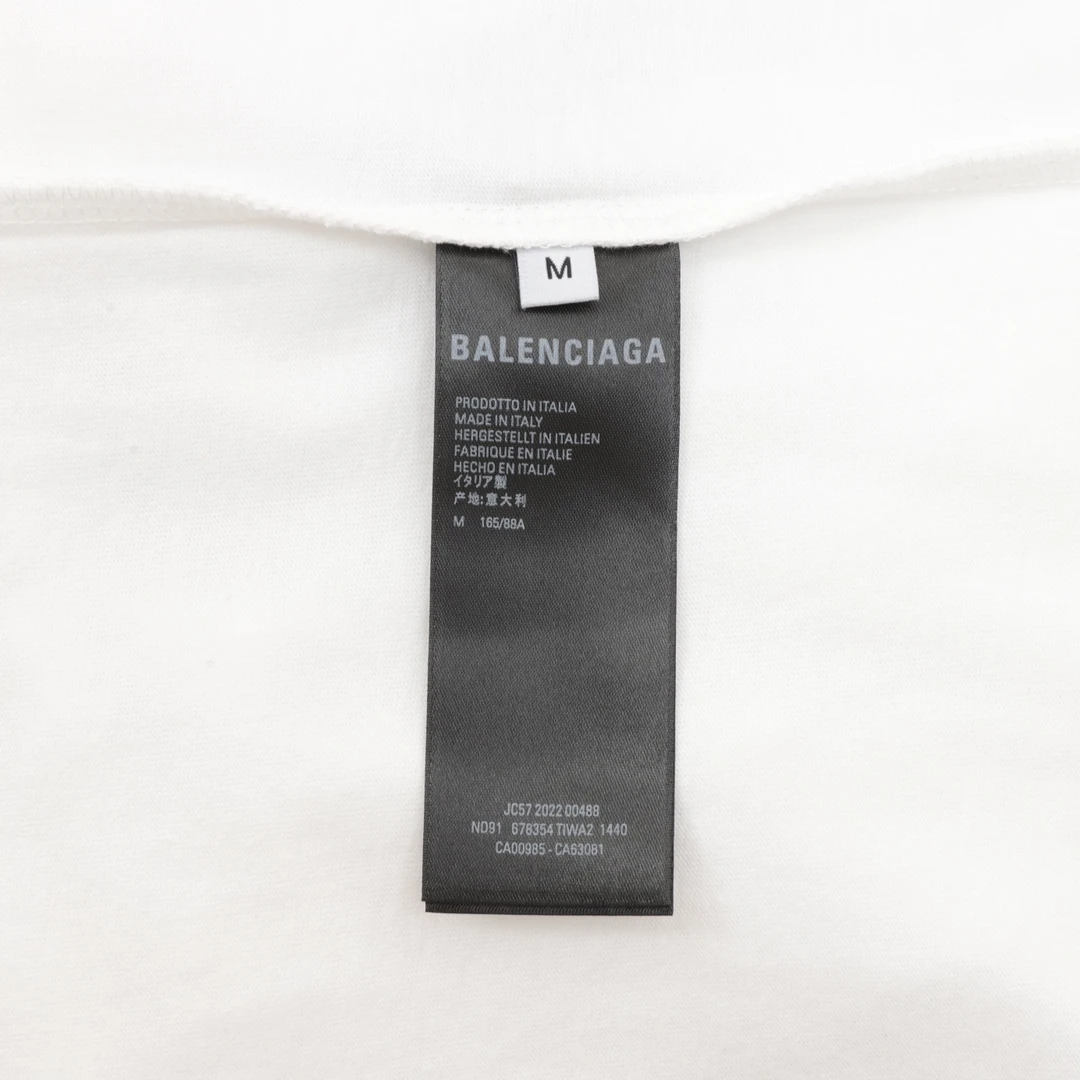 M
BALENCIAGA
PRODOTTO IN ITALIA
MADE IN ITALY
HERGESTELLT IN ITALIEN
FABRIQUE EN ITALIE
HECHO EN ITALIA
イタリア製
产地:意大利
M 165/88A
JC57 2022 00488
ND91 678354 TIWA2 1440
CA00985 - CA63081